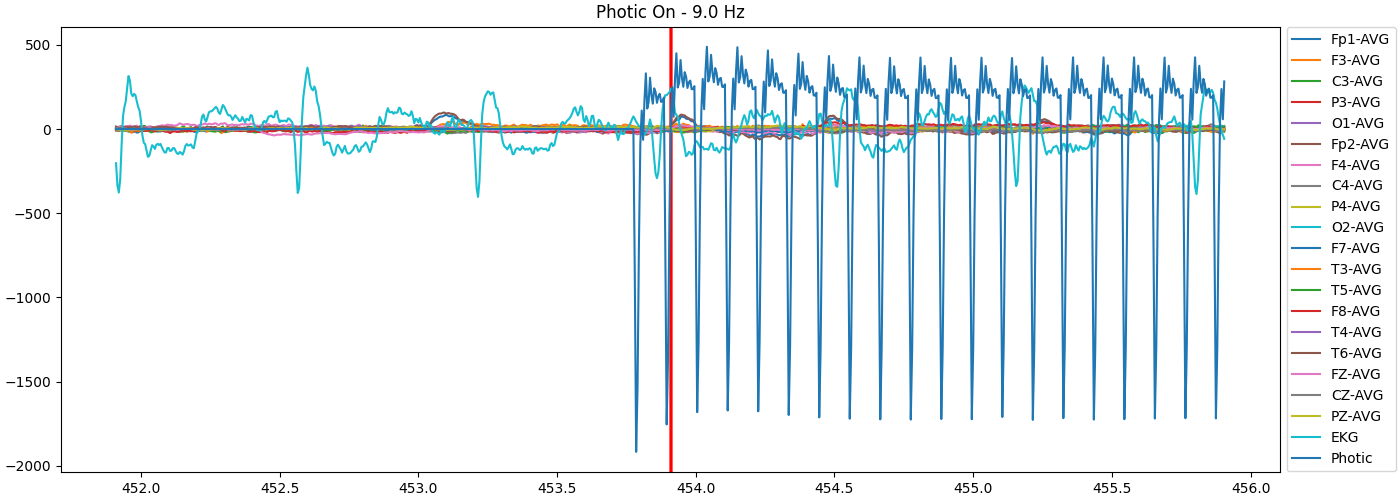 Photic On - 9.0 Hz
500
0
−500
−1000
−1500
−2000
452.0 452.5 453.0 453.5 454.0 454.5 455.0 455.5 456.0
Fp1-AVG
F3-AVG
C3-AVG
P3-AVG
O1-AVG
Fp2-AVG
F4-AVG
C4-AVG
P4-AVG
O2-AVG
F7-AVG
T3-AVG
T5-AVG
F8-AVG
T4-AVG
T6-AVG
FZ-AVG
CZ-AVG
PZ-AVG
EKG
Photic